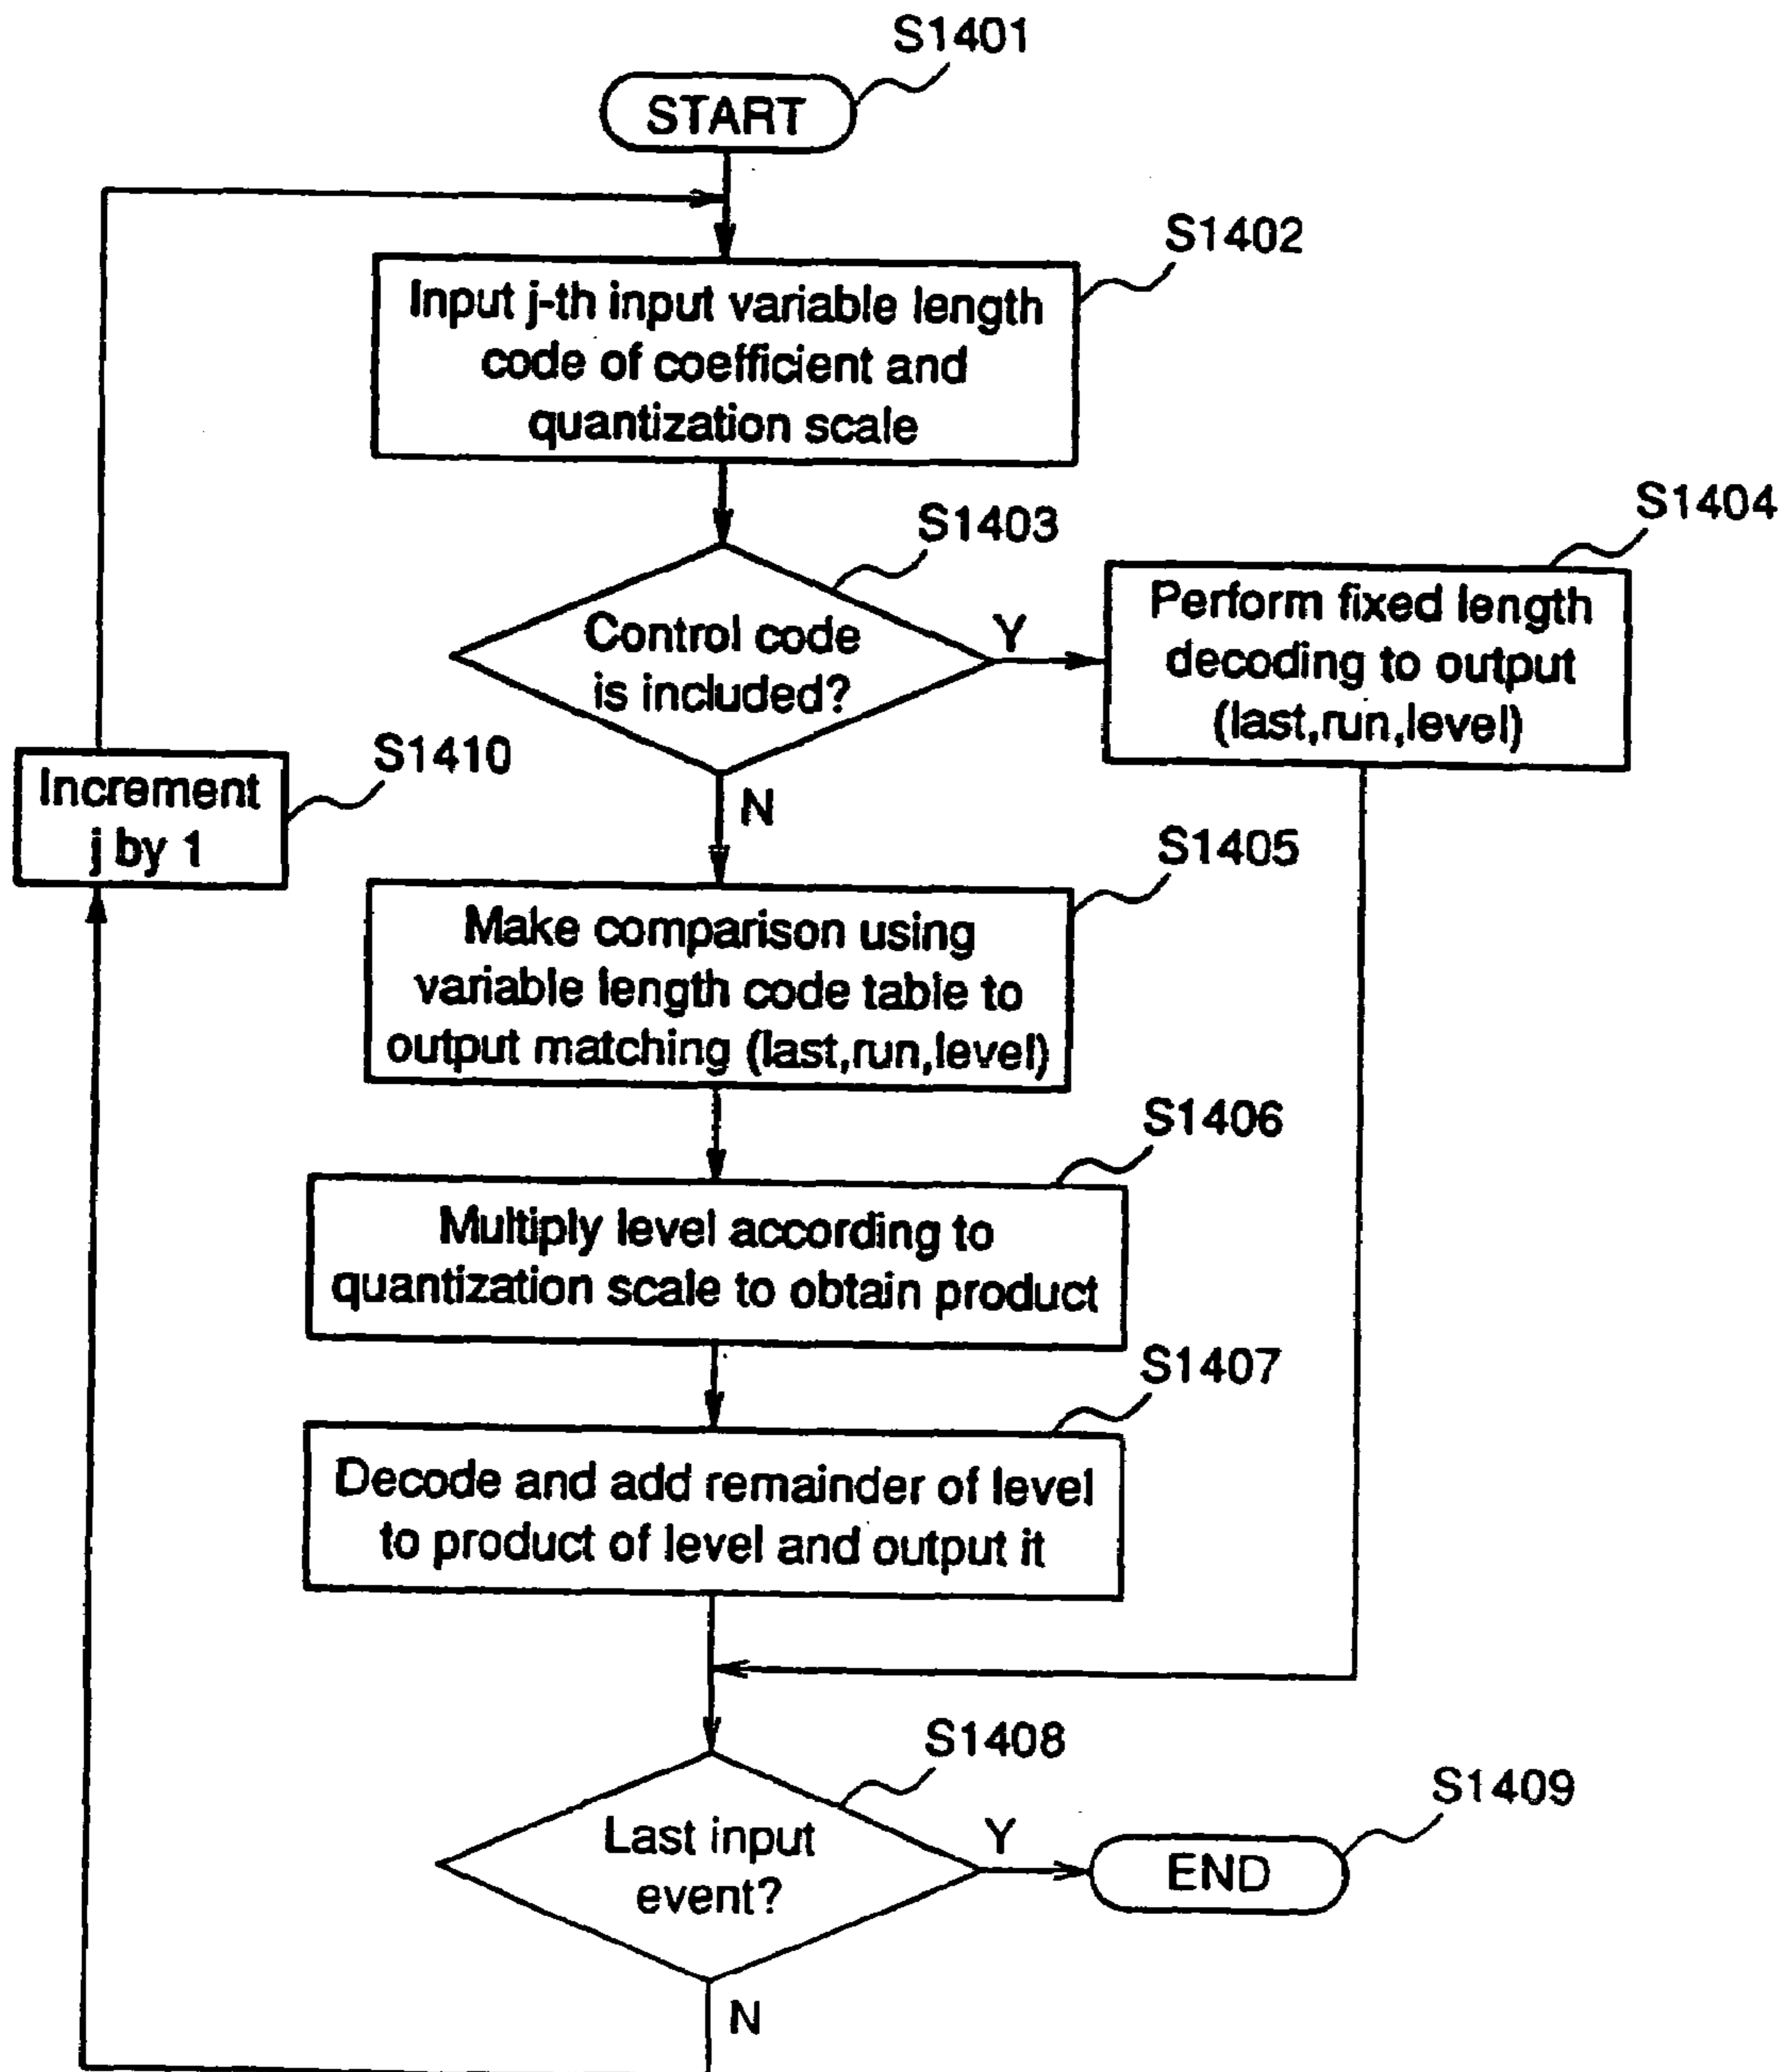 S1401
START
S1402
Input j-th input variable length
code of coefficient and
quantization scale
S1403
Control code
is included?
Y
N
S1404
Perform fixed length
decoding to output
(last,run,level)
S1410
Increment
j by 1
S1405
Make comparison using
variable length code table to
output matching (last,run,level)
S1406
Multiply level according to
quantization scale to obtain product
S1407
Decode and add remainder of level
to product of level and output it
S1408
Last input
event?
Y
S1409
END
N